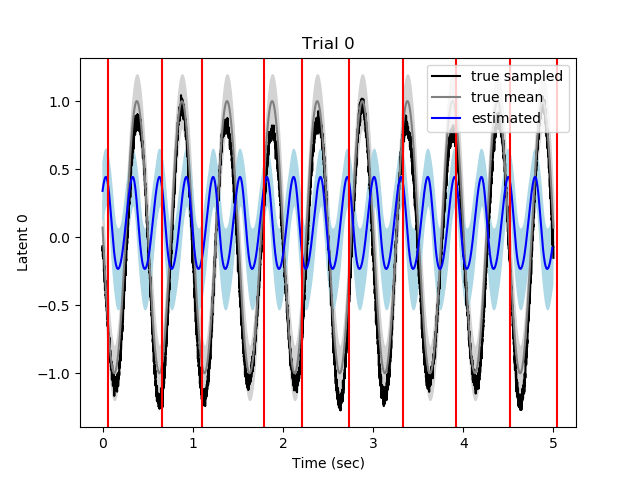 Trial 0
true sampled
true mean
estimated
1.0
0.5
0.0
−0.5
−1.0
Latent 0
0 1 2 3 4 5
Time (sec)